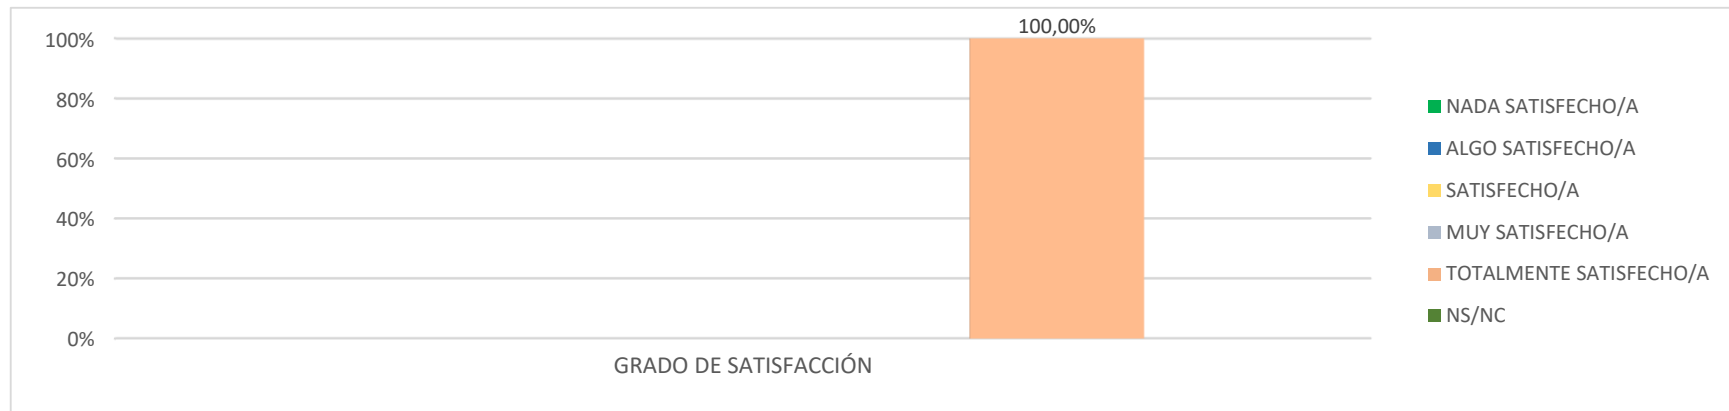 100,00%
100%
80%
60%
40%
20%
0%
GRADO DE SATISFACCIÓN
NADA SATISFECHO/A
ALGO SATISFECHO/A
SATISFECHO/A
MUY SATISFECHO/A
TOTALMENTE SATISFECHO/A
NS/NC